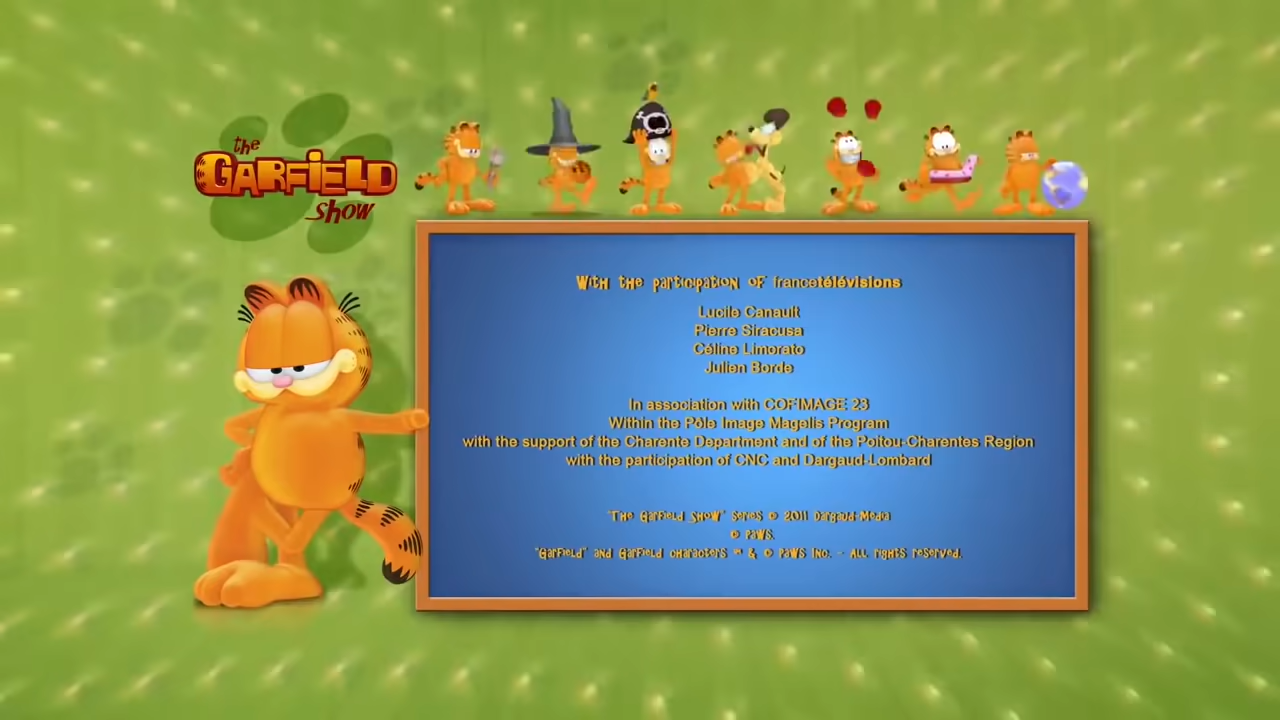 the
GARFIELD
show
With the participation of francetélévisions
Lucile Canault
Pierre Siracusa
Céline Limorato
Julien Borde
In association with COFIMAGE 23
Within the Pôle Image Magelis Program
with the support of the Charente Department and of the Poitou-Charentes Region
with the participation of CNC and Dargaud-Lombard
"The Garfield Show" series © 2011 Dargaud-Media
© PAWS.
"Garfield" and Garfield characters ™ & © PAWS Inc. - All rights reserved.